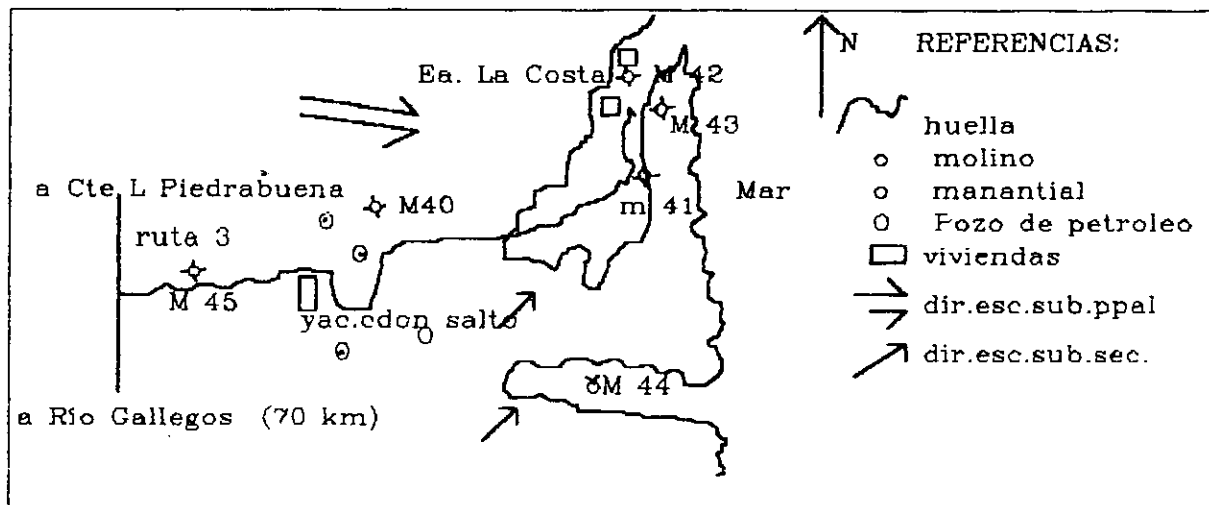 N
REFERENCIAS:
Ea. La Costa
M 42
M 43
huella
molino
a Cte L Piedrabuena
Mar
manantial
M40
m 41
Pozo de petroleo
ruta 3
viviendas
M 45
yac.cdon salto
dir.esc.sub.ppal
dir.esc.sub.sec.
M 44
a Río Gallegos (70 km)